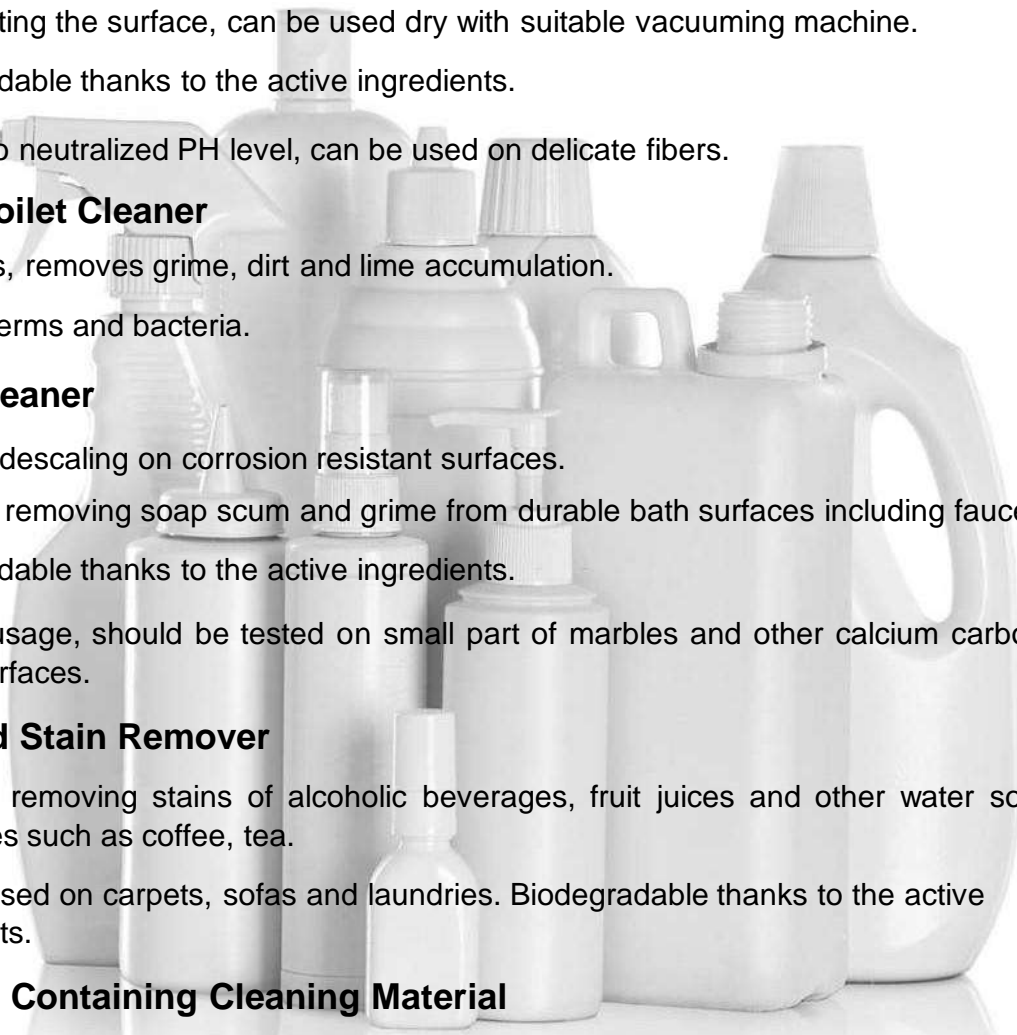 ting the surface, can be used dry with suitable vacuuming machine.
dable thanks to the active ingredients.
o neutralized PH level, can be used on delicate fibers.
oilet Cleaner
s, removes grime, dirt and lime accumulation.
erms and bacteria.
leaner
descaling on corrosion resistant surfaces.
removing soap scum and grime from durable bath surfaces including fauce
dable thanks to the active ingredients.
usage, should be tested on small part of marbles and other calcium carbo
rfaces.
d Stain Remover
removing stains of alcoholic beverages, fruit juices and other water so
es such as coffee, tea.
sed on carpets, sofas and laundries. Biodegradable thanks to the active
ts.
Containing Cleaning Material